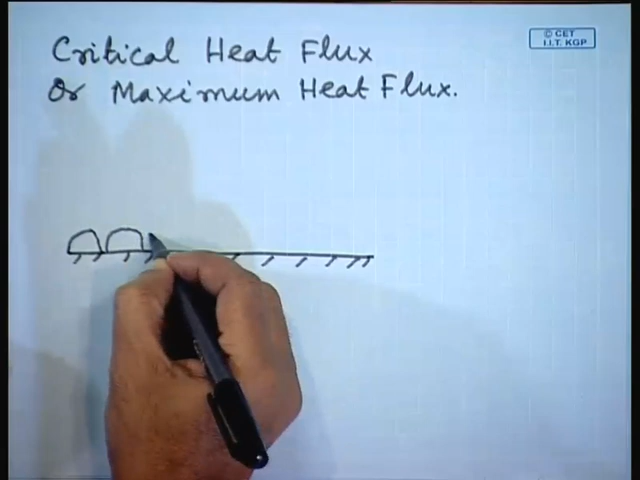 Critical Heat Flux
Or Maximum Heat Flux.
© CET
I.I.T. KGP